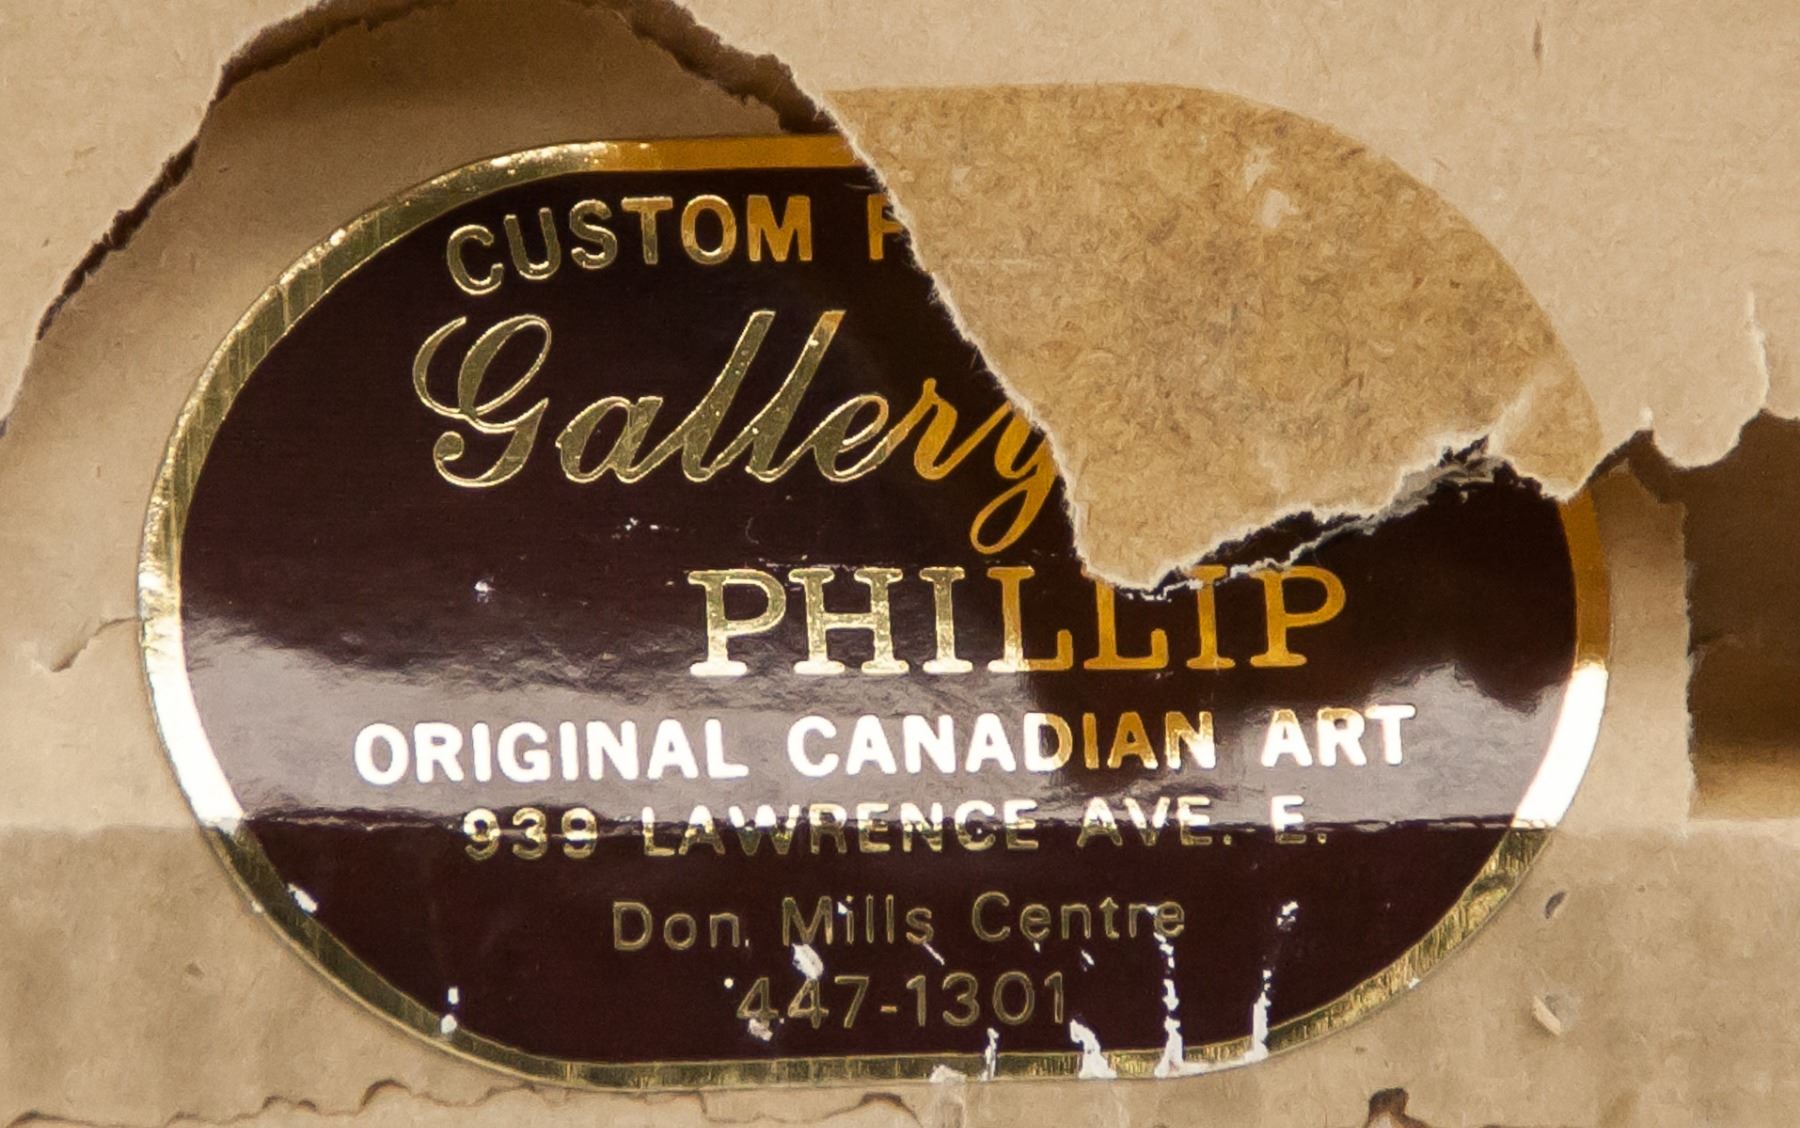 CUSTOM
Gallery
PHILLIP
ORIGINAL CANADIAN ART
939 LAWRENCE AVE. E.
Don Mills Centre
447-1301